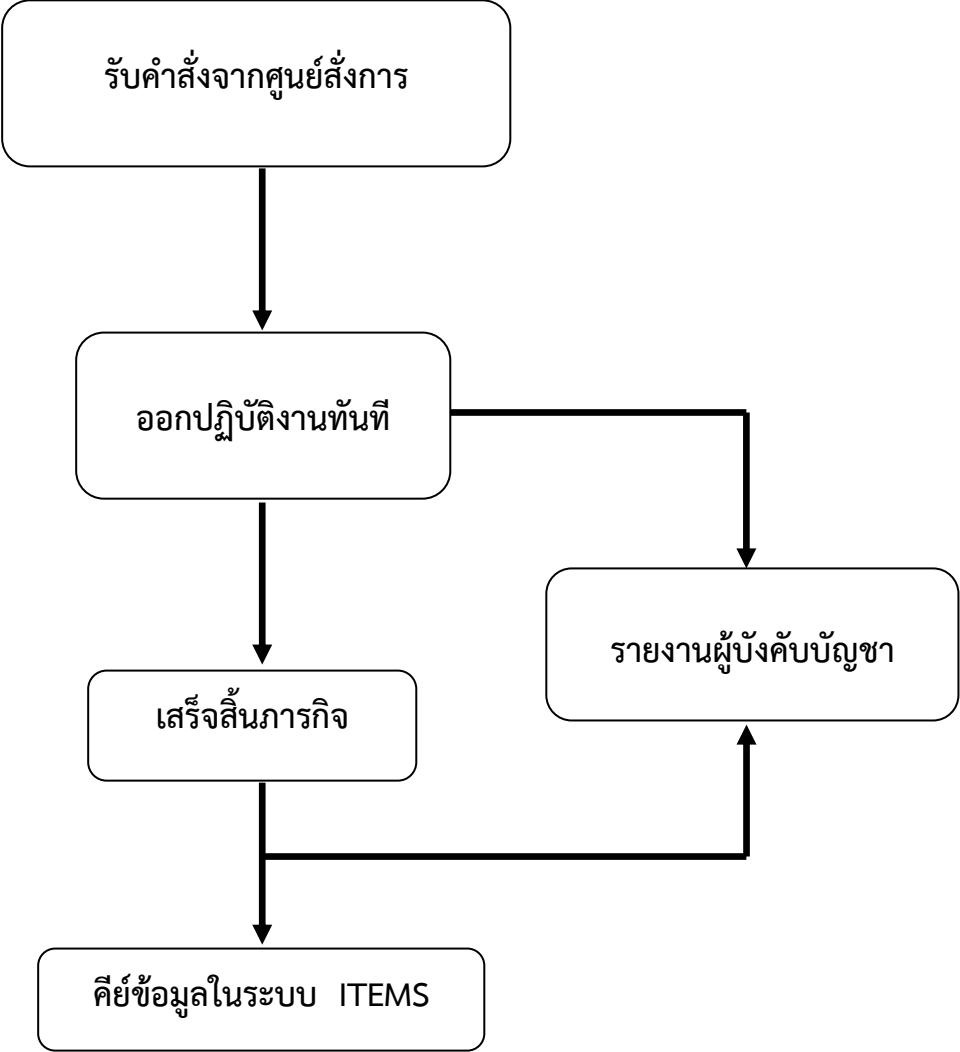 รับคำสั่งจากศูนย์สั่งการ
ออกปฏิบัติงานทันที
รายงานผู้บังคับบัญชา
เสร็จสิ้นภารกิจ
คีย์ข้อมูลในระบบ ITEMS